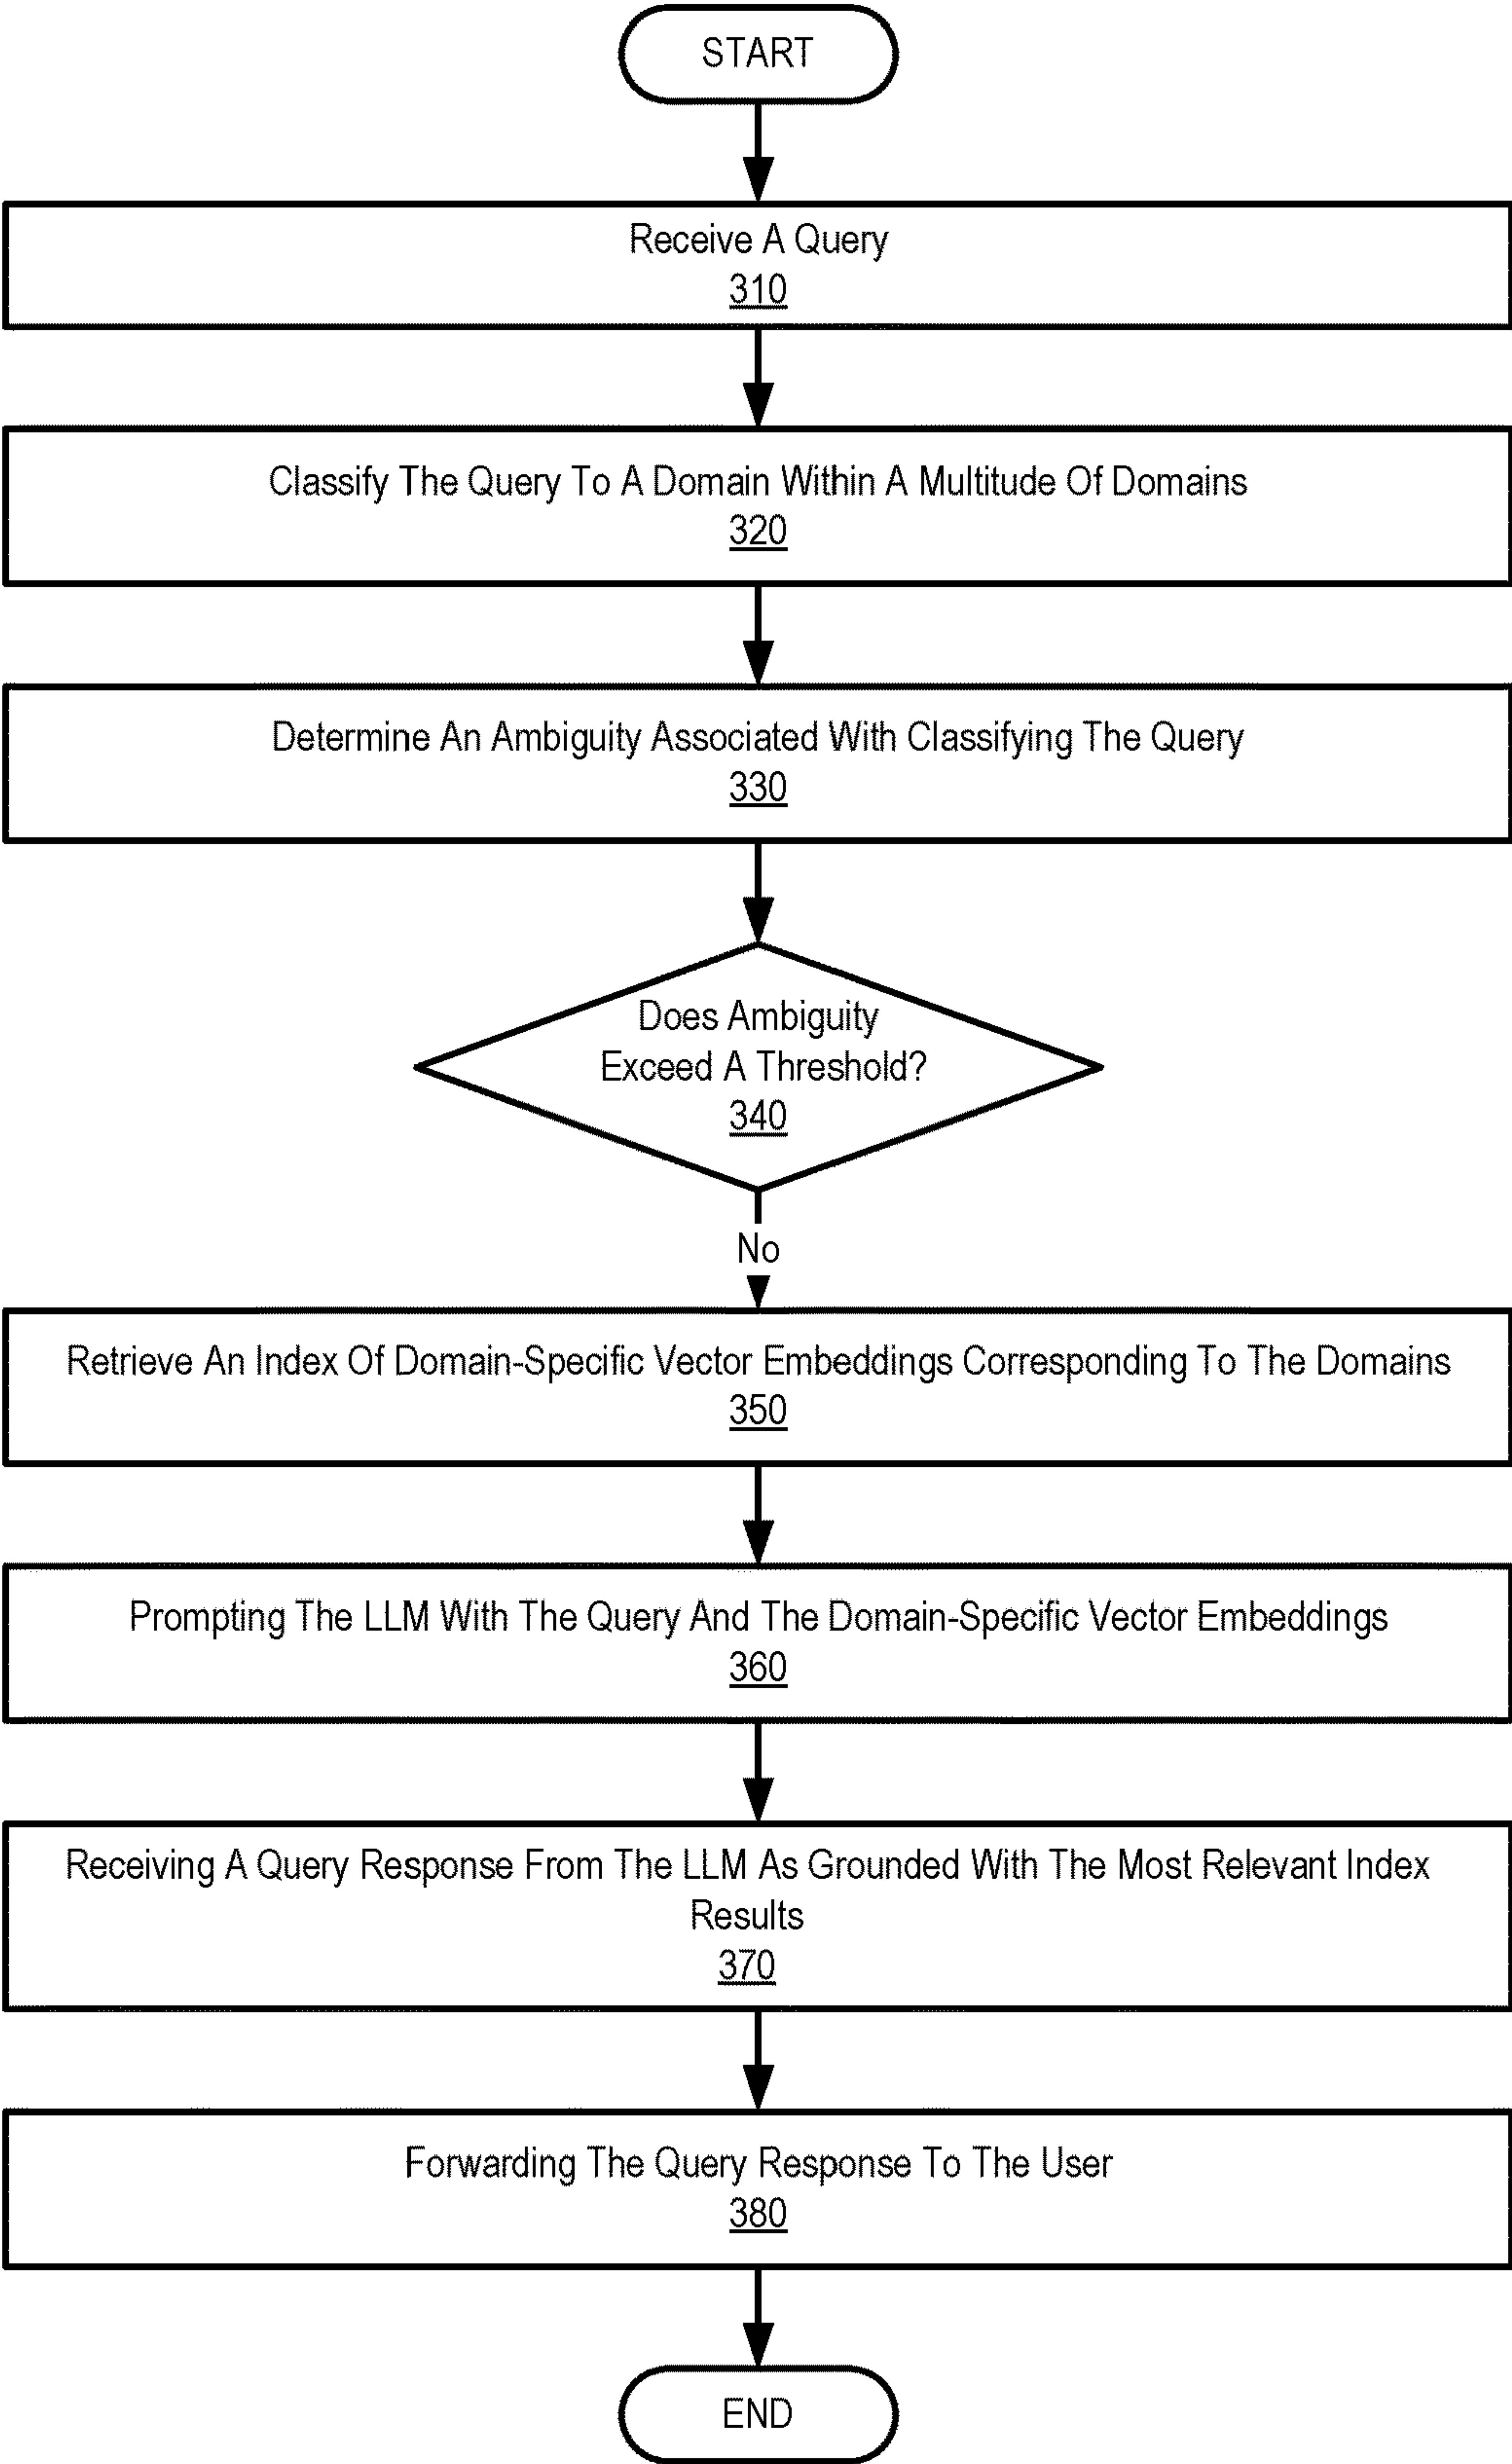 START
Receive A Query
310
Classify The Query To A Domain Within A Multitude Of Domains
320
Determine An Ambiguity Associated With Classifying The Query
330
Does Ambiguity
Exceed A Threshold?
340
No
Retrieve An Index Of Domain-Specific Vector Embeddings Corresponding To The Domains
350
Prompting The LLM With The Query And The Domain-Specific Vector Embeddings
360
Receiving A Query Response From The LLM As Grounded With The Most Relevant Index
Results
370
Forwarding The Query Response To The User
380
END